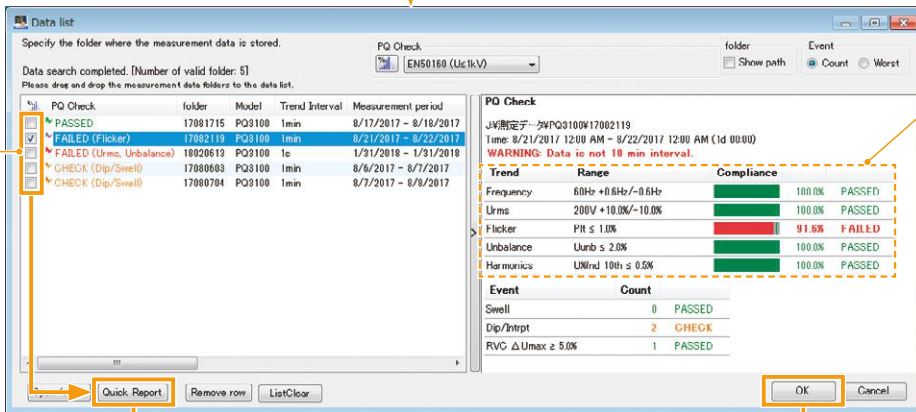 Data list
Specify the folder where the measurement data is stored.
PQ Check
folder
Event
EN50160 (U≤1kV)
Show path
Count
Worst
Data search completed. [Number of valid folder: 5]
Please drag and drop the measurement data folders to the data list.
PQ Check folder Model Trend Interval Measurement period
PASSED 17081715 PQ3100 1min 8/17/2017 - 8/18/2017
FAILED (Flicker) 17082119 PQ3100 1min 8/21/2017 - 8/22/2017
FAILED (Urms, Unbalance) 18020613 PQ3100 1s 1/31/2018 - 1/31/2018
CHECK (Dip/Swell) 17080603 PQ3100 1min 8/6/2017 - 8/7/2017
CHECK (Dip/Swell) 17080704 PQ3100 1min 8/7/2017 - 8/8/2017
PQ Check
J:¥測定データ¥PQ3100¥17002119
Time: 8/21/2017 12:00 AM - 8/22/2017 12:00 AM (1d 00:00)
WARNING: Data is not 10 min interval.
Trend Range Compliance
Frequency 60Hz +0.6Hz/-0.6Hz 100.0% PASSED
Urms 200V +10.0%/-10.0% 100.0% PASSED
Flicker Plt ≤ 1.0% 91.6% FAILED
Unbalance Uunb ≤ 2.0% 100.0% PASSED
Harmonics 10th ≤ 0.5% 100.0% PASSED
Event Count
Swell 0 PASSED
Dip/Intrpt 2 CHECK
RVC ΔUmax ≥ 5.0% 1 PASSED
Quick Report
Remove row
ListClear
OK
Cancel